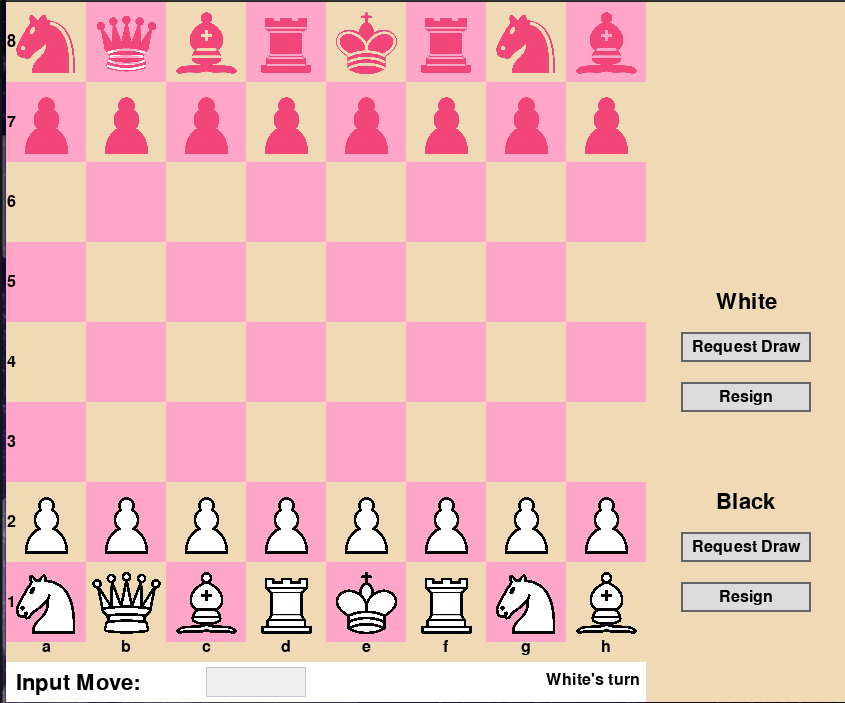 8
7
6
5
4
3
2
1
a b c d e f g h
White
Request Draw
Resign
Black
Request Draw
Resign
Input Move:
White's turn